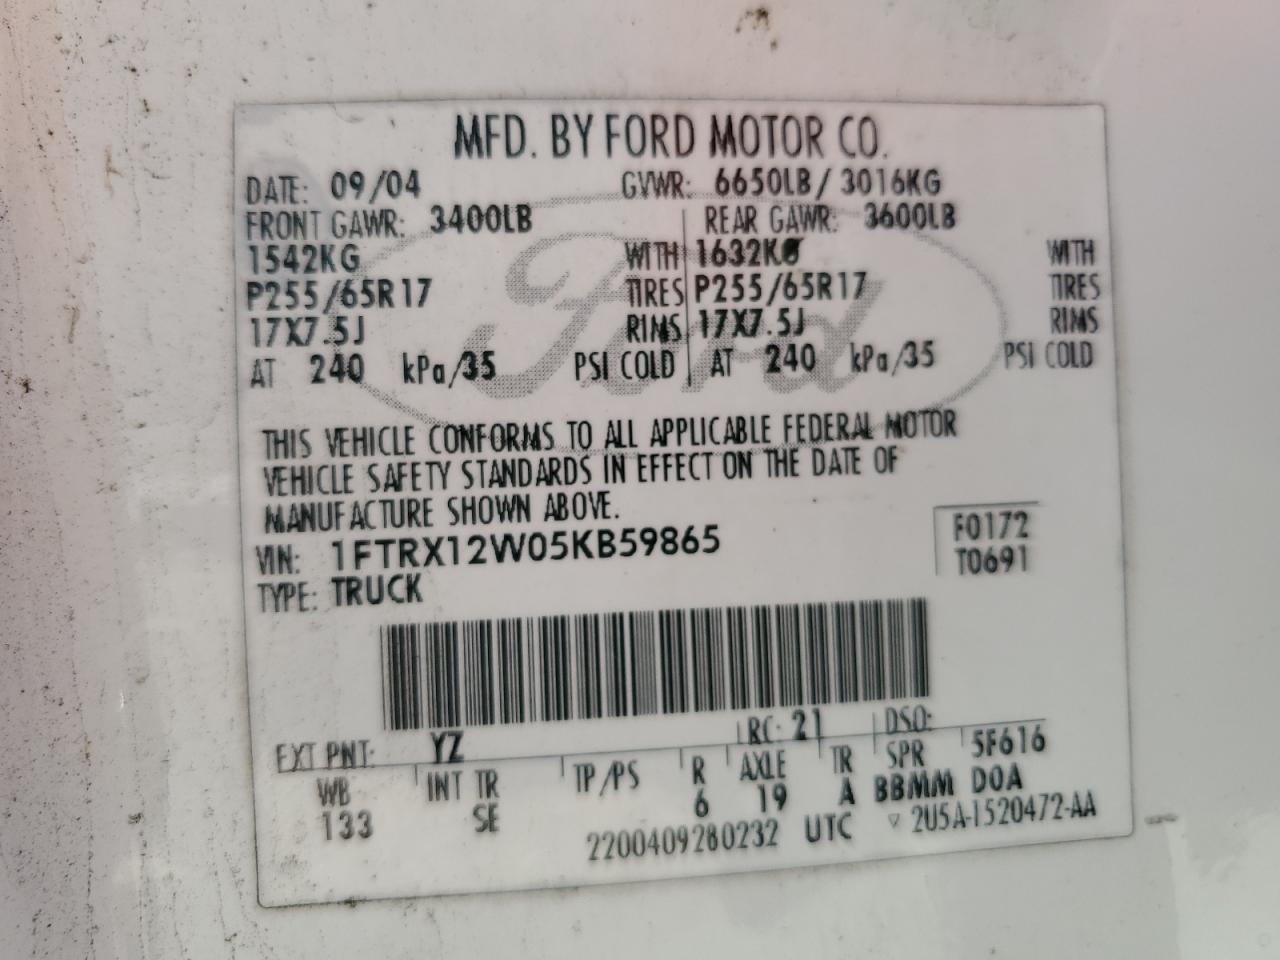 MFD. BY FORD MOTOR CO.
DATE: 09/04 GVWR: 6650LB / 3016KG
FRONT GAWR: 3400LB REAR GAWR: 3600LB
1542KG WITH 1632KG WITH
P255/65R17 TIRES P255/65R17 TIRES
17X7.5J RIMS 17X7.5J RIMS
AT 240 kPa/35 PSI COLD AT 240 kPa/35 PSI COLD
Ford
THIS VEHICLE CONFORMS TO ALL APPLICABLE FEDERAL MOTOR
VEHICLE SAFETY STANDARDS IN EFFECT ON THE DATE OF
MANUFACTURE SHOWN ABOVE.
VIN: 1FTRX12W05KB59865 F0172
TYPE: TRUCK T0691
EXT PNT: YZ RC: 21 DSO:
WB INT TR TP/PS R AXLE TR SPR 5F616
133 SE 6 19 A BBMM DOA
2200409280232 UTC ▽ 2U5A-1520472-AA